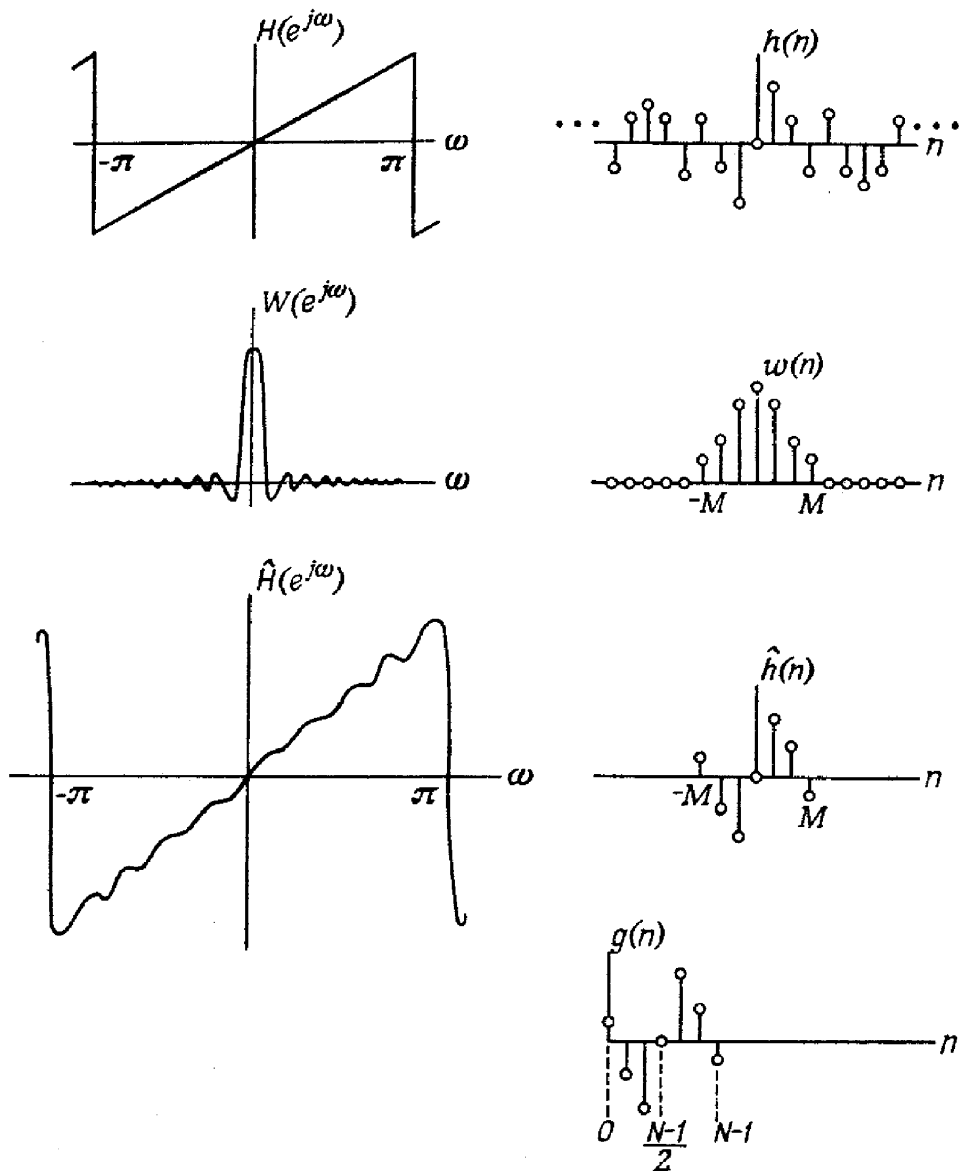 H(e^{jω})
h(n)
-π
π
ω
• • •
• • •
n
W(e^{jω})
w(n)
ω
-M
M
n
Ĥ(e^{jω})
ĥ(n)
-π
π
ω
-M
M
n
g(n)
n
0
N-1
2
N-1